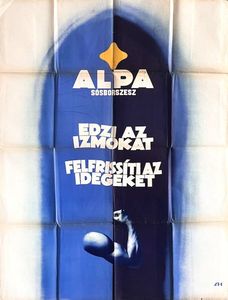 ALPA
SÓSBORSZESZ
EDZI AZ
IZMOKAT
FELFRISSÍTI AZ
IDEGEKET